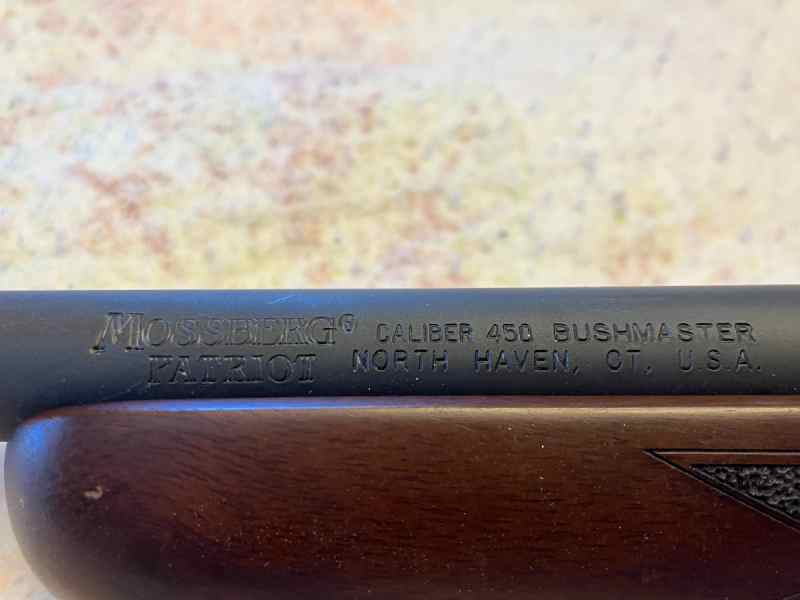 MOSSBERG® CALIBER 450 BUSHMASTER
PATRIOT NORTH HAVEN, CT, U.S.A.